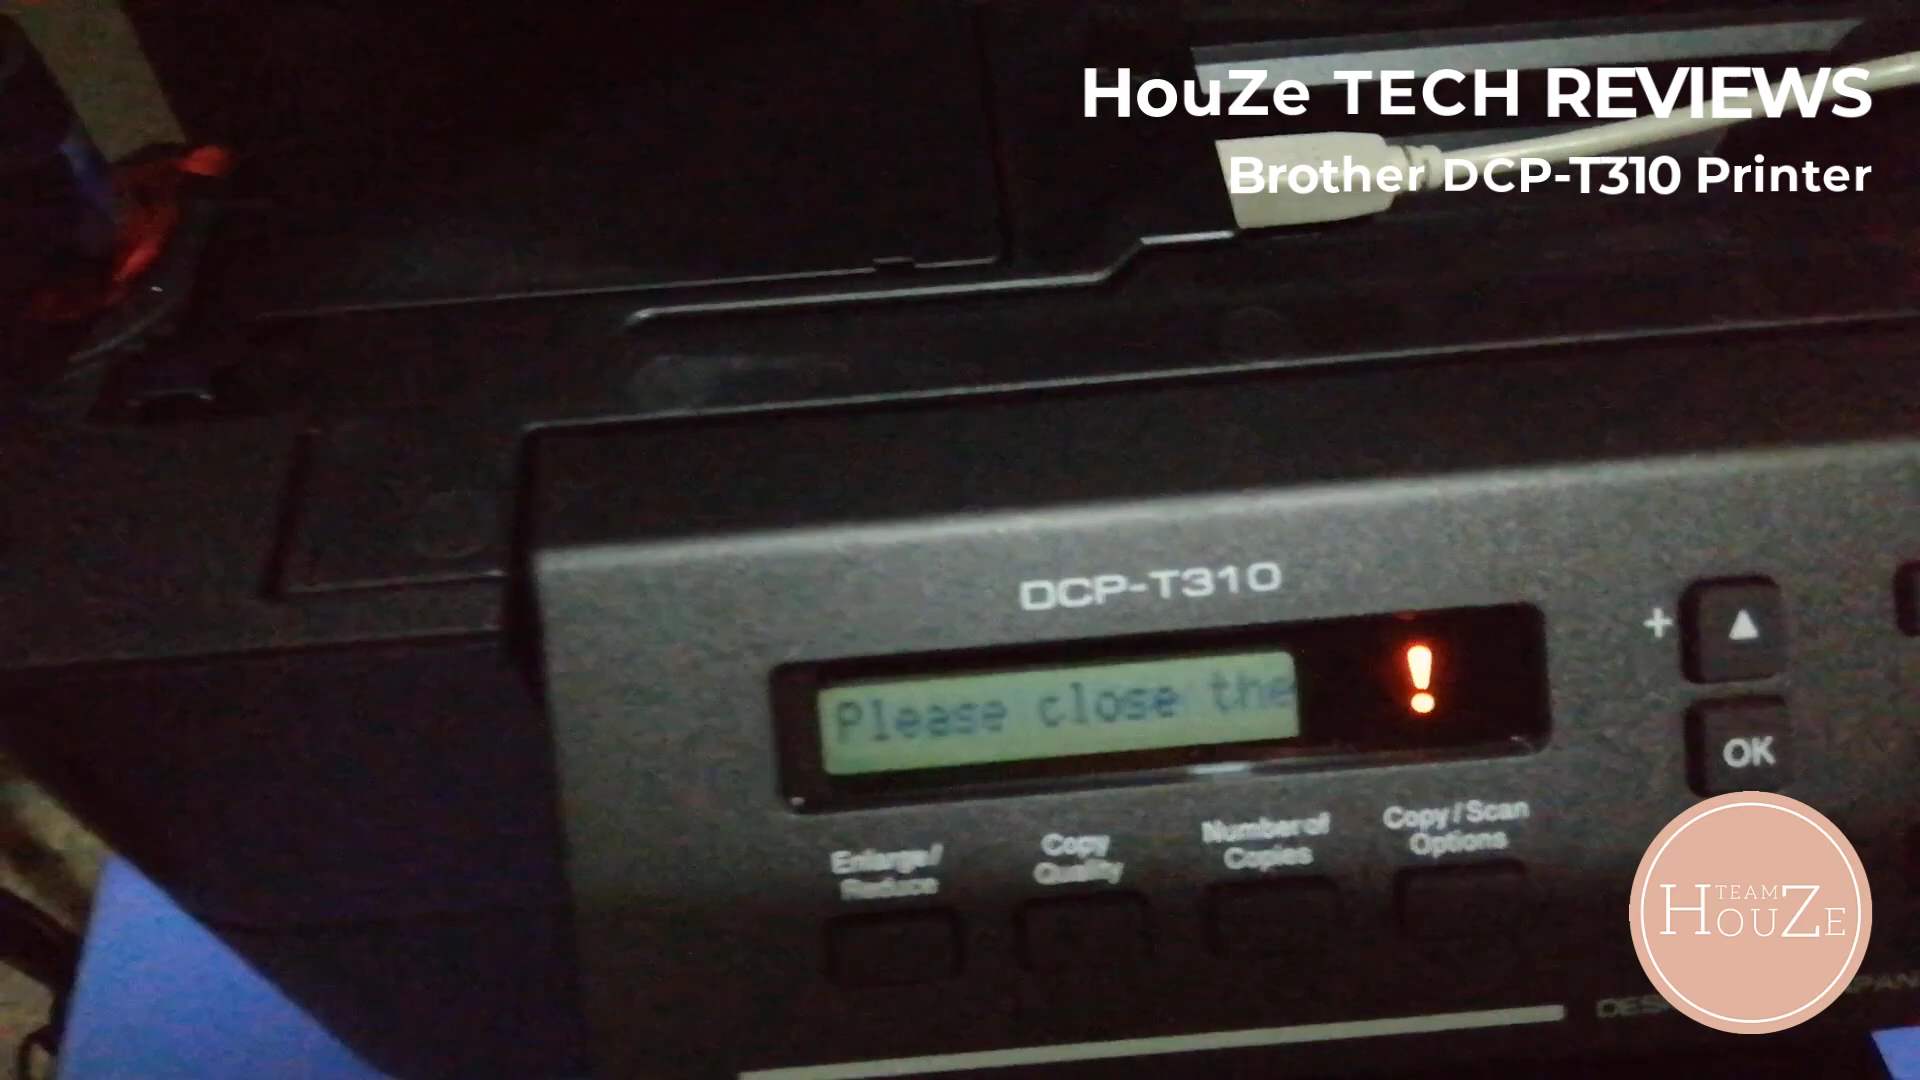 HouZe TECH REVIEWS
Brother DCP-T310 Printer
DCP-T310
Please close the
!
+
OK
Enlarge/
Reduce
Copy
Quality
Number of
Copies
Copy/Scan
Options
TEAM
HOUZE